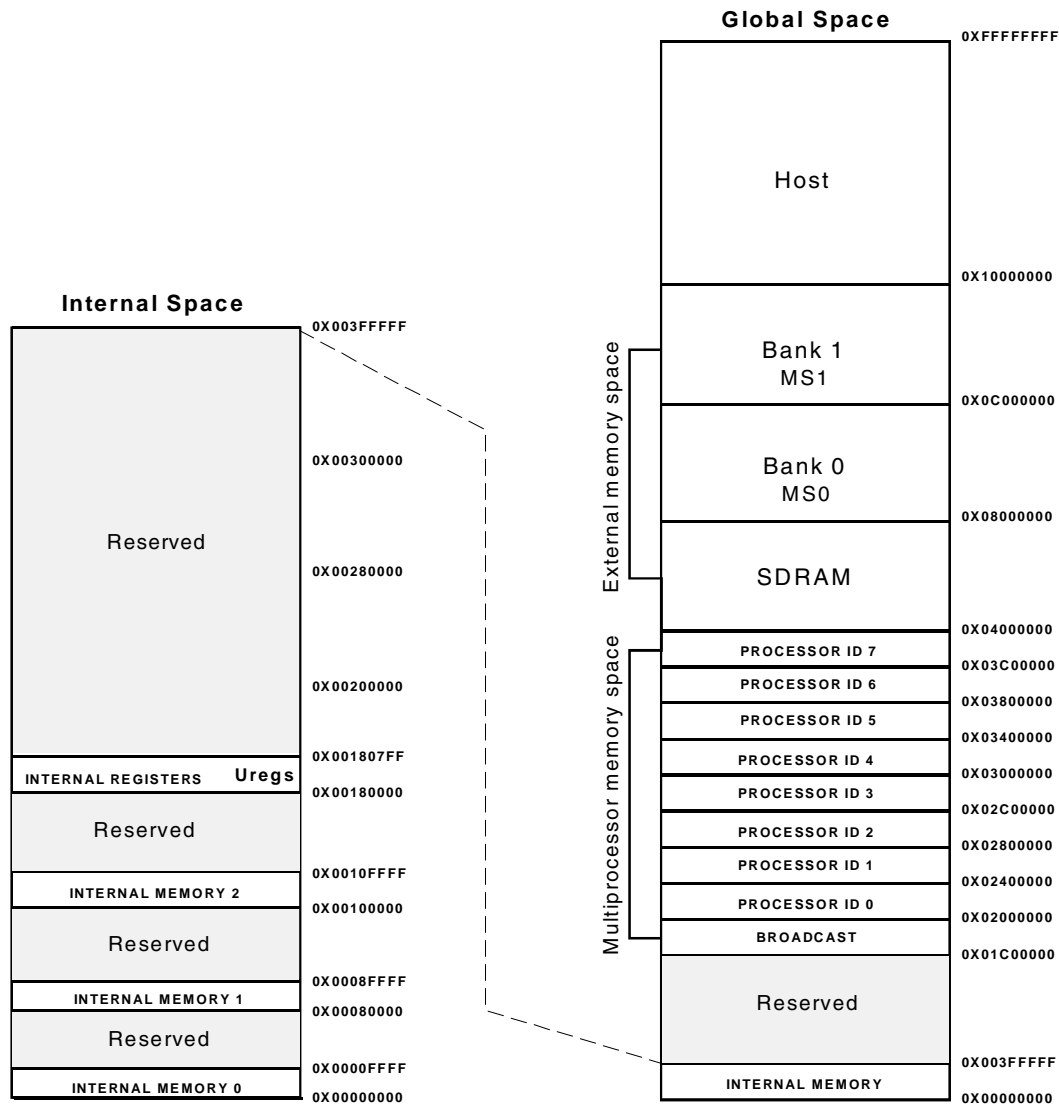 Global Space
0XFFFFFFFF
Host
0X10000000
Bank 1
MS1
0X0C000000
Bank 0
MS0
0X08000000
SDRAM
0X04000000
PROCESSOR ID 7
0X03C00000
PROCESSOR ID 6
0X03800000
PROCESSOR ID 5
0X03400000
PROCESSOR ID 4
0X03000000
PROCESSOR ID 3
0X02C00000
PROCESSOR ID 2
0X02800000
PROCESSOR ID 1
0X02400000
PROCESSOR ID 0
0X02000000
BROADCAST
0X01C00000
Reserved
0X003FFFFF
INTERNAL MEMORY
0X00000000
External memory space
Multiprocessor memory space
Internal Space
0X003FFFFF
0X00300000
Reserved
0X00280000
0X00200000
0X001807FF
INTERNAL REGISTERS Uregs
0X00180000
Reserved
0X0010FFFF
INTERNAL MEMORY 2
0X00100000
Reserved
0X0008FFFF
INTERNAL MEMORY 1
0X00080000
Reserved
0X0000FFFF
INTERNAL MEMORY 0
0X00000000